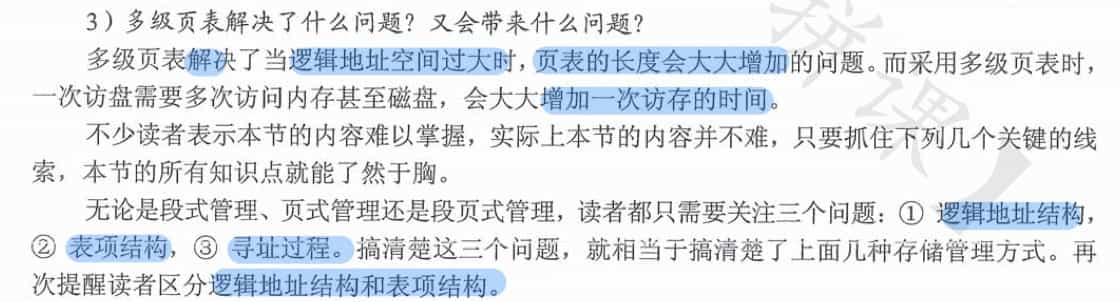 3）多级页表解决了什么问题？又会带来什么问题？
多级页表解决了当逻辑地址空间过大时，页表的长度会大大增加的问题。而采用多级页表时，
一次访盘需要多次访问内存甚至磁盘，会大大增加一次访存的时间。
不少读者表示本节的内容难以掌握，实际上本节的内容并不难，只要抓住下列几个关键的线
索，本节的所有知识点就能了然于胸。
无论是段式管理、页式管理还是段页式管理，读者都只需要关注三个问题：① 逻辑地址结构，
② 表项结构，③ 寻址过程。搞清楚这三个问题，就相当于搞清楚了上面几种存储管理方式。再
次提醒读者区分逻辑地址结构和表项结构。
拼课】